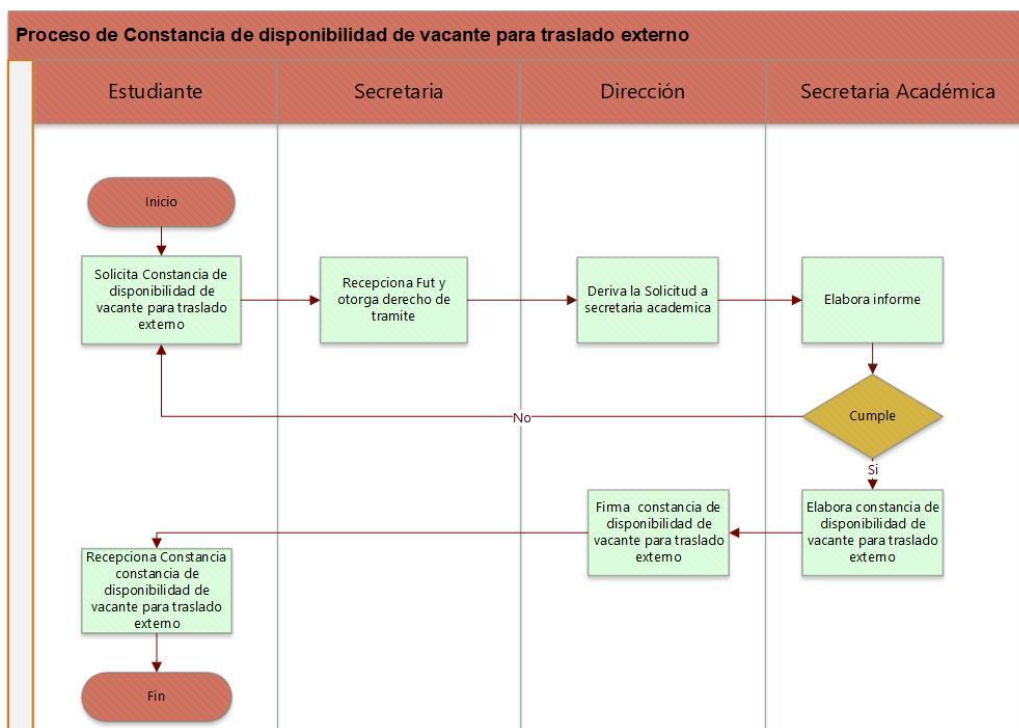 Proceso de Constancia de disponibilidad de vacante para traslado externo
Estudiante
Secretaria
Dirección
Secretaria Académica
Inicio
Solicita Constancia de
disponibilidad de
vacante para traslado
externo
Recepciona Fut y
otorga derecho de
tramite
Deriva la Solicitud a
secretaria academica
Elabora informe
Cumple
No
Si
Elabora constancia de
disponibilidad de
vacante para traslado
externo
Firma constancia de
disponibilidad de
vacante para traslado
externo
Recepciona Constancia
constancia de
disponibilidad de
vacante para traslado
externo
Fin